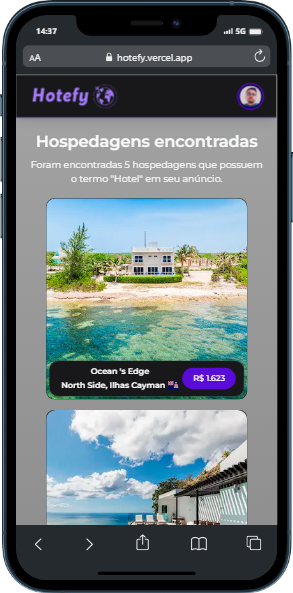 14:37
5G
AA
hotefy.vercel.app
Hotefy
Hospedagens encontradas
Foram encontradas 5 hospedagens que possuem
o termo "Hotel" em seu anúncio.
Ocean 's Edge
North Side, Ilhas Cayman 🇰🇾
R$ 1.623